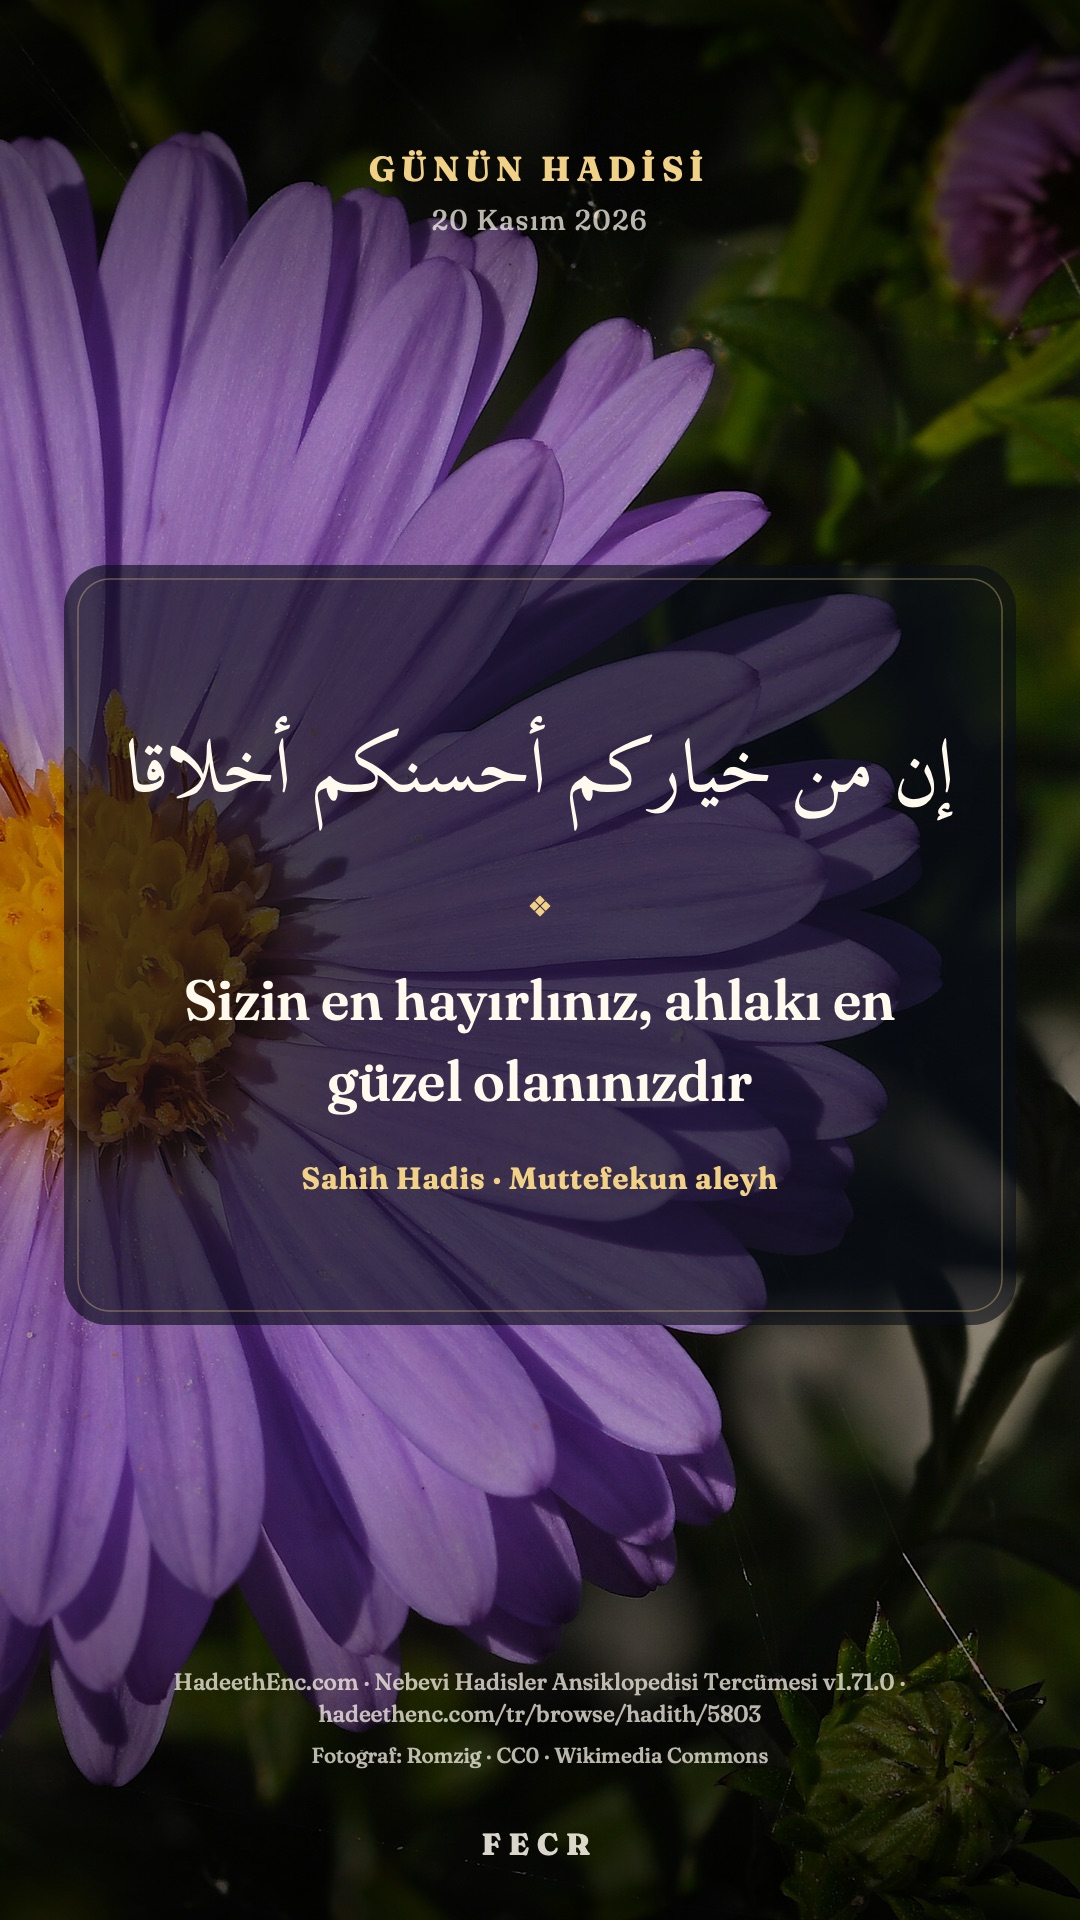 GÜNÜN HADİSİ
20 Kasım 2026
إن من خياركم أحسنكم أخلاقا
Sizin en hayırlınız, ahlakı en
güzel olanınızdır
Sahih Hadis · Muttefekun aleyh
HadeethEnc.com · Nebevi Hadisler Ansiklopedisi Tercümesi v1.71.0 ·
hadeethenc.com/tr/browse/hadith/5803
Fotoğraf: Romzig · CC0 · Wikimedia Commons
FECR